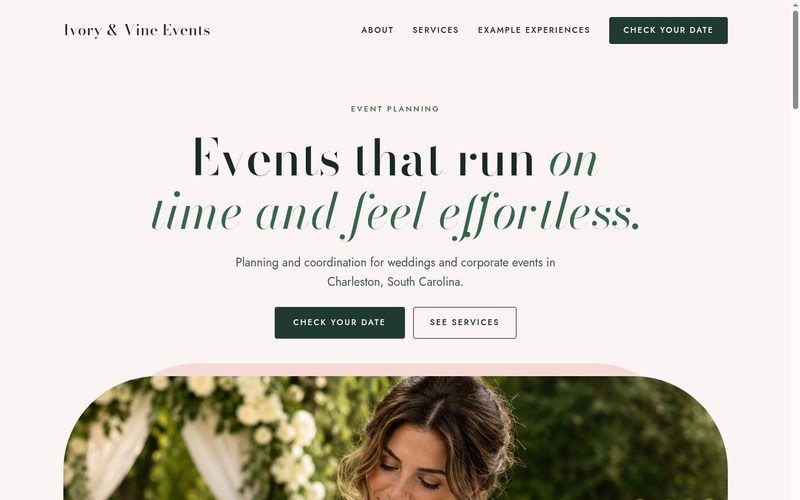 Ivory & Vine Events
ABOUT
SERVICES
EXAMPLE EXPERIENCES
CHECK YOUR DATE
EVENT PLANNING
Events that run on
time and feel effortless.
Planning and coordination for weddings and corporate events in
Charleston, South Carolina.
CHECK YOUR DATE
SEE SERVICES